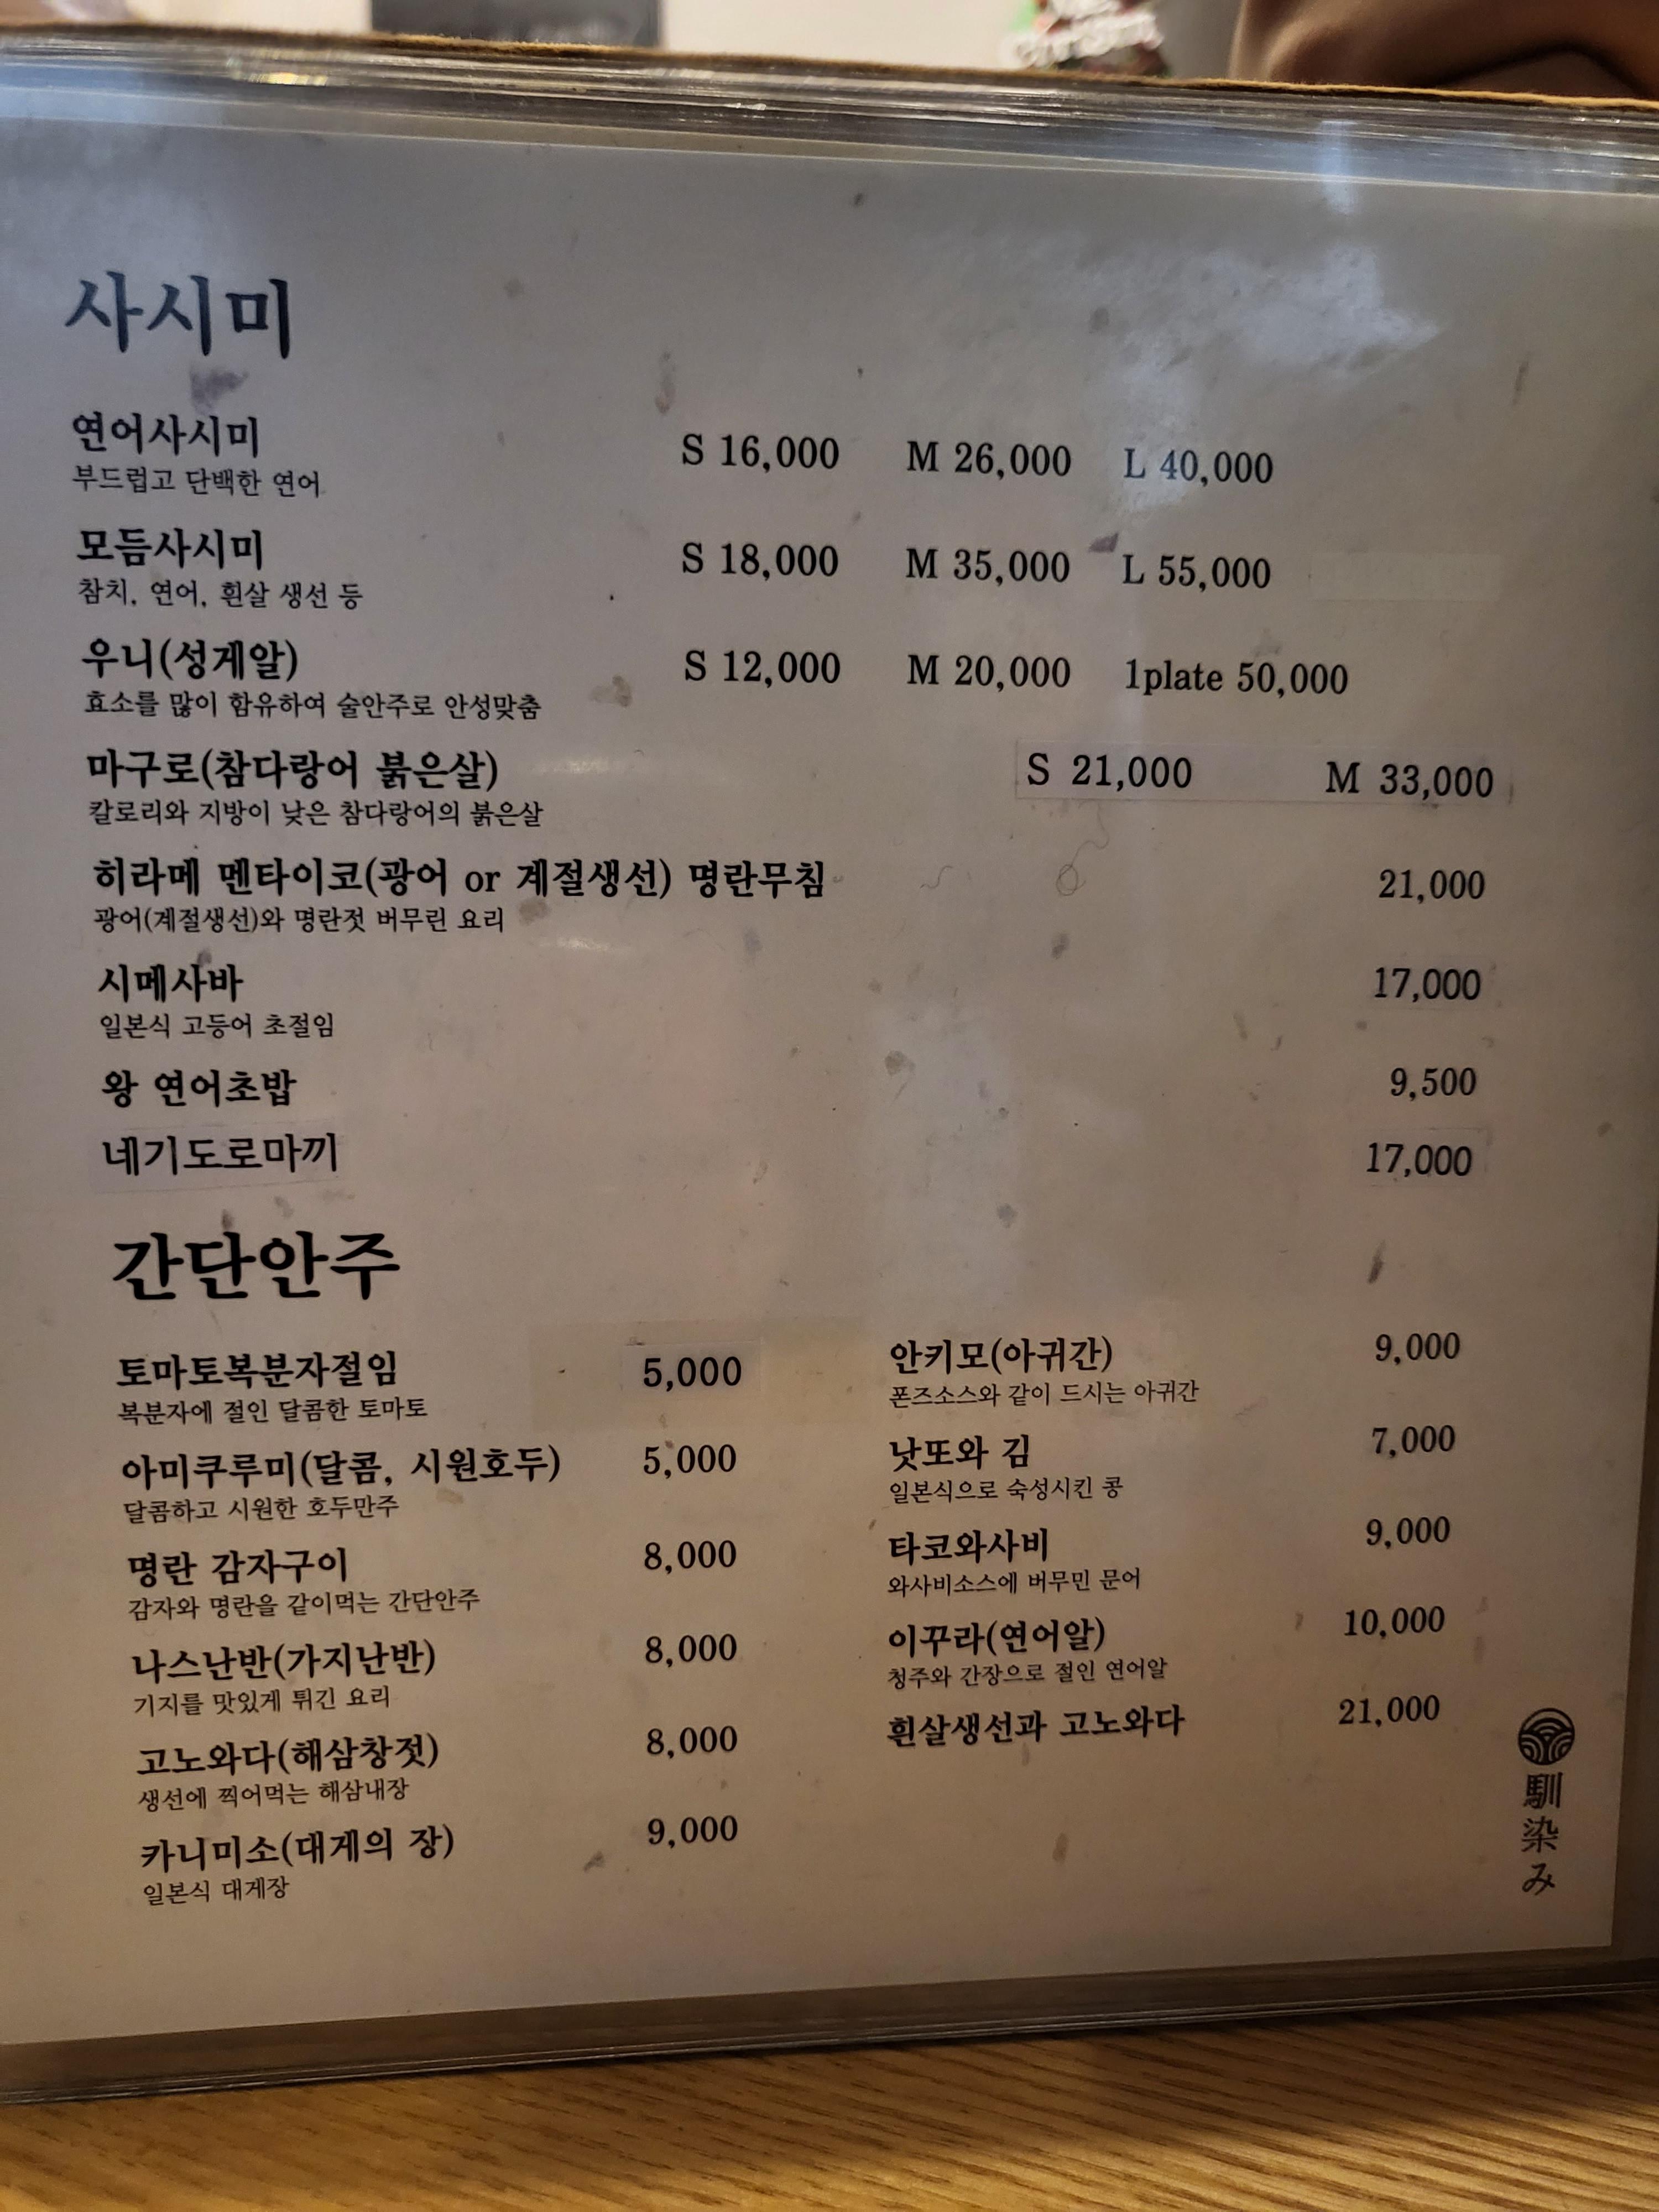 사시미
연어사시미 S 16,000 M 26,000 L 40,000
부드럽고 단백한 연어
모듬사시미 S 18,000 M 35,000 L 55,000
참치, 연어, 흰살 생선 등
우니(성게알) S 12,000 M 20,000 1plate 50,000
효소를 많이 함유하여 술안주로 안성맞춤
마구로(참다랑어 붉은살) S 21,000 M 33,000
칼로리와 지방이 낮은 참다랑어의 붉은살
히라메 멘타이코(광어 or 계절생선) 명란무침 21,000
광어(계절생선)와 명란젓 버무린 요리
시메사바 17,000
일본식 고등어 초절임
왕 연어초밥 9,500
네기도로마끼 17,000
간단안주
토마토복분자절임 5,000
복분자에 절인 달콤한 토마토
아미쿠루미(달콤, 시원호두) 5,000
달콤하고 시원한 호두만주
명란 감자구이 8,000
감자와 명란을 같이먹는 간단안주
나스난반(가지난반) 8,000
기지를 맛있게 튀긴 요리
고노와다(해삼창젓) 8,000
생선에 찍어먹는 해삼내장
카니미소(대게의 장) 9,000
일본식 대게장
안키모(아귀간) 9,000
폰즈소스와 같이 드시는 아귀간
낫또와 김 7,000
일본식으로 숙성시킨 콩
타코와사비 9,000
와사비소스에 버무민 문어
이꾸라(연어알) 10,000
청주와 간장으로 절인 연어알
흰살생선과 고노와다 21,000
馴染み